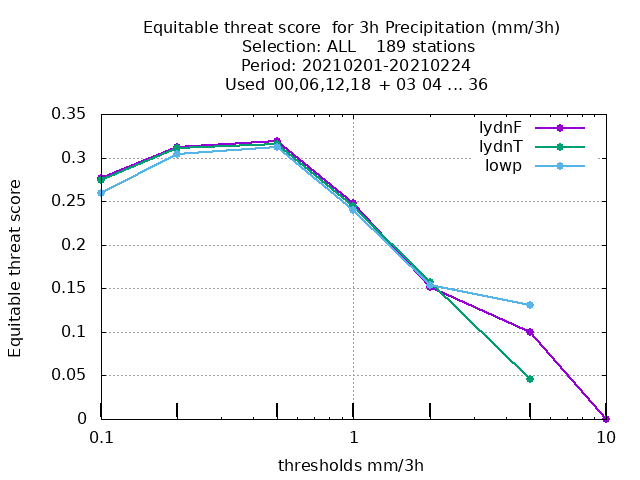 Equitable threat score  for 3h Precipitation (mm/3h)
Selection: ALL    189 stations
Period: 20210201-20210224
Used  00,06,12,18  + 03 04 ... 36
0.35
lydnF
lydnT
0.3
lowp
0.25
0.2
0.15
0.1
0.05
0
Equitable threat score
0.1 1 10
thresholds mm/3h